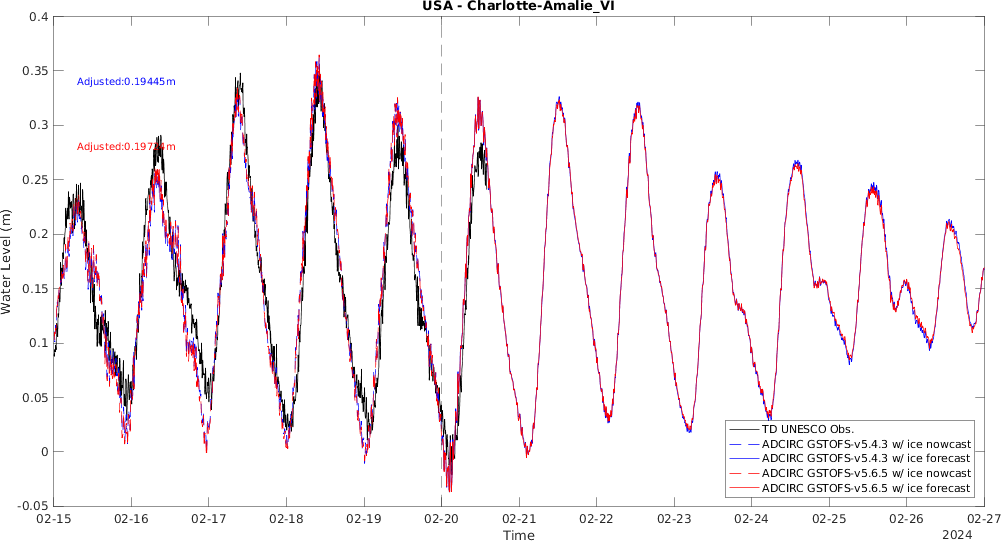 USA - Charlotte-Amalie_VI
0.4
0.35
0.3
0.25
0.2
0.15
0.1
0.05
0
-0.05
Water Level (m)
Adjusted:0.19445m
TD UNESCO Obs.
ADCIRC GSTOFS-v5.4.3 w/ ice nowcast
ADCIRC GSTOFS-v5.4.3 w/ ice forecast
ADCIRC GSTOFS-v5.6.5 w/ ice nowcast
ADCIRC GSTOFS-v5.6.5 w/ ice forecast
02-15 02-16 02-17 02-18 02-19 02-20 02-21 02-22 02-23 02-24 02-25 02-26 02-27
Time
2024